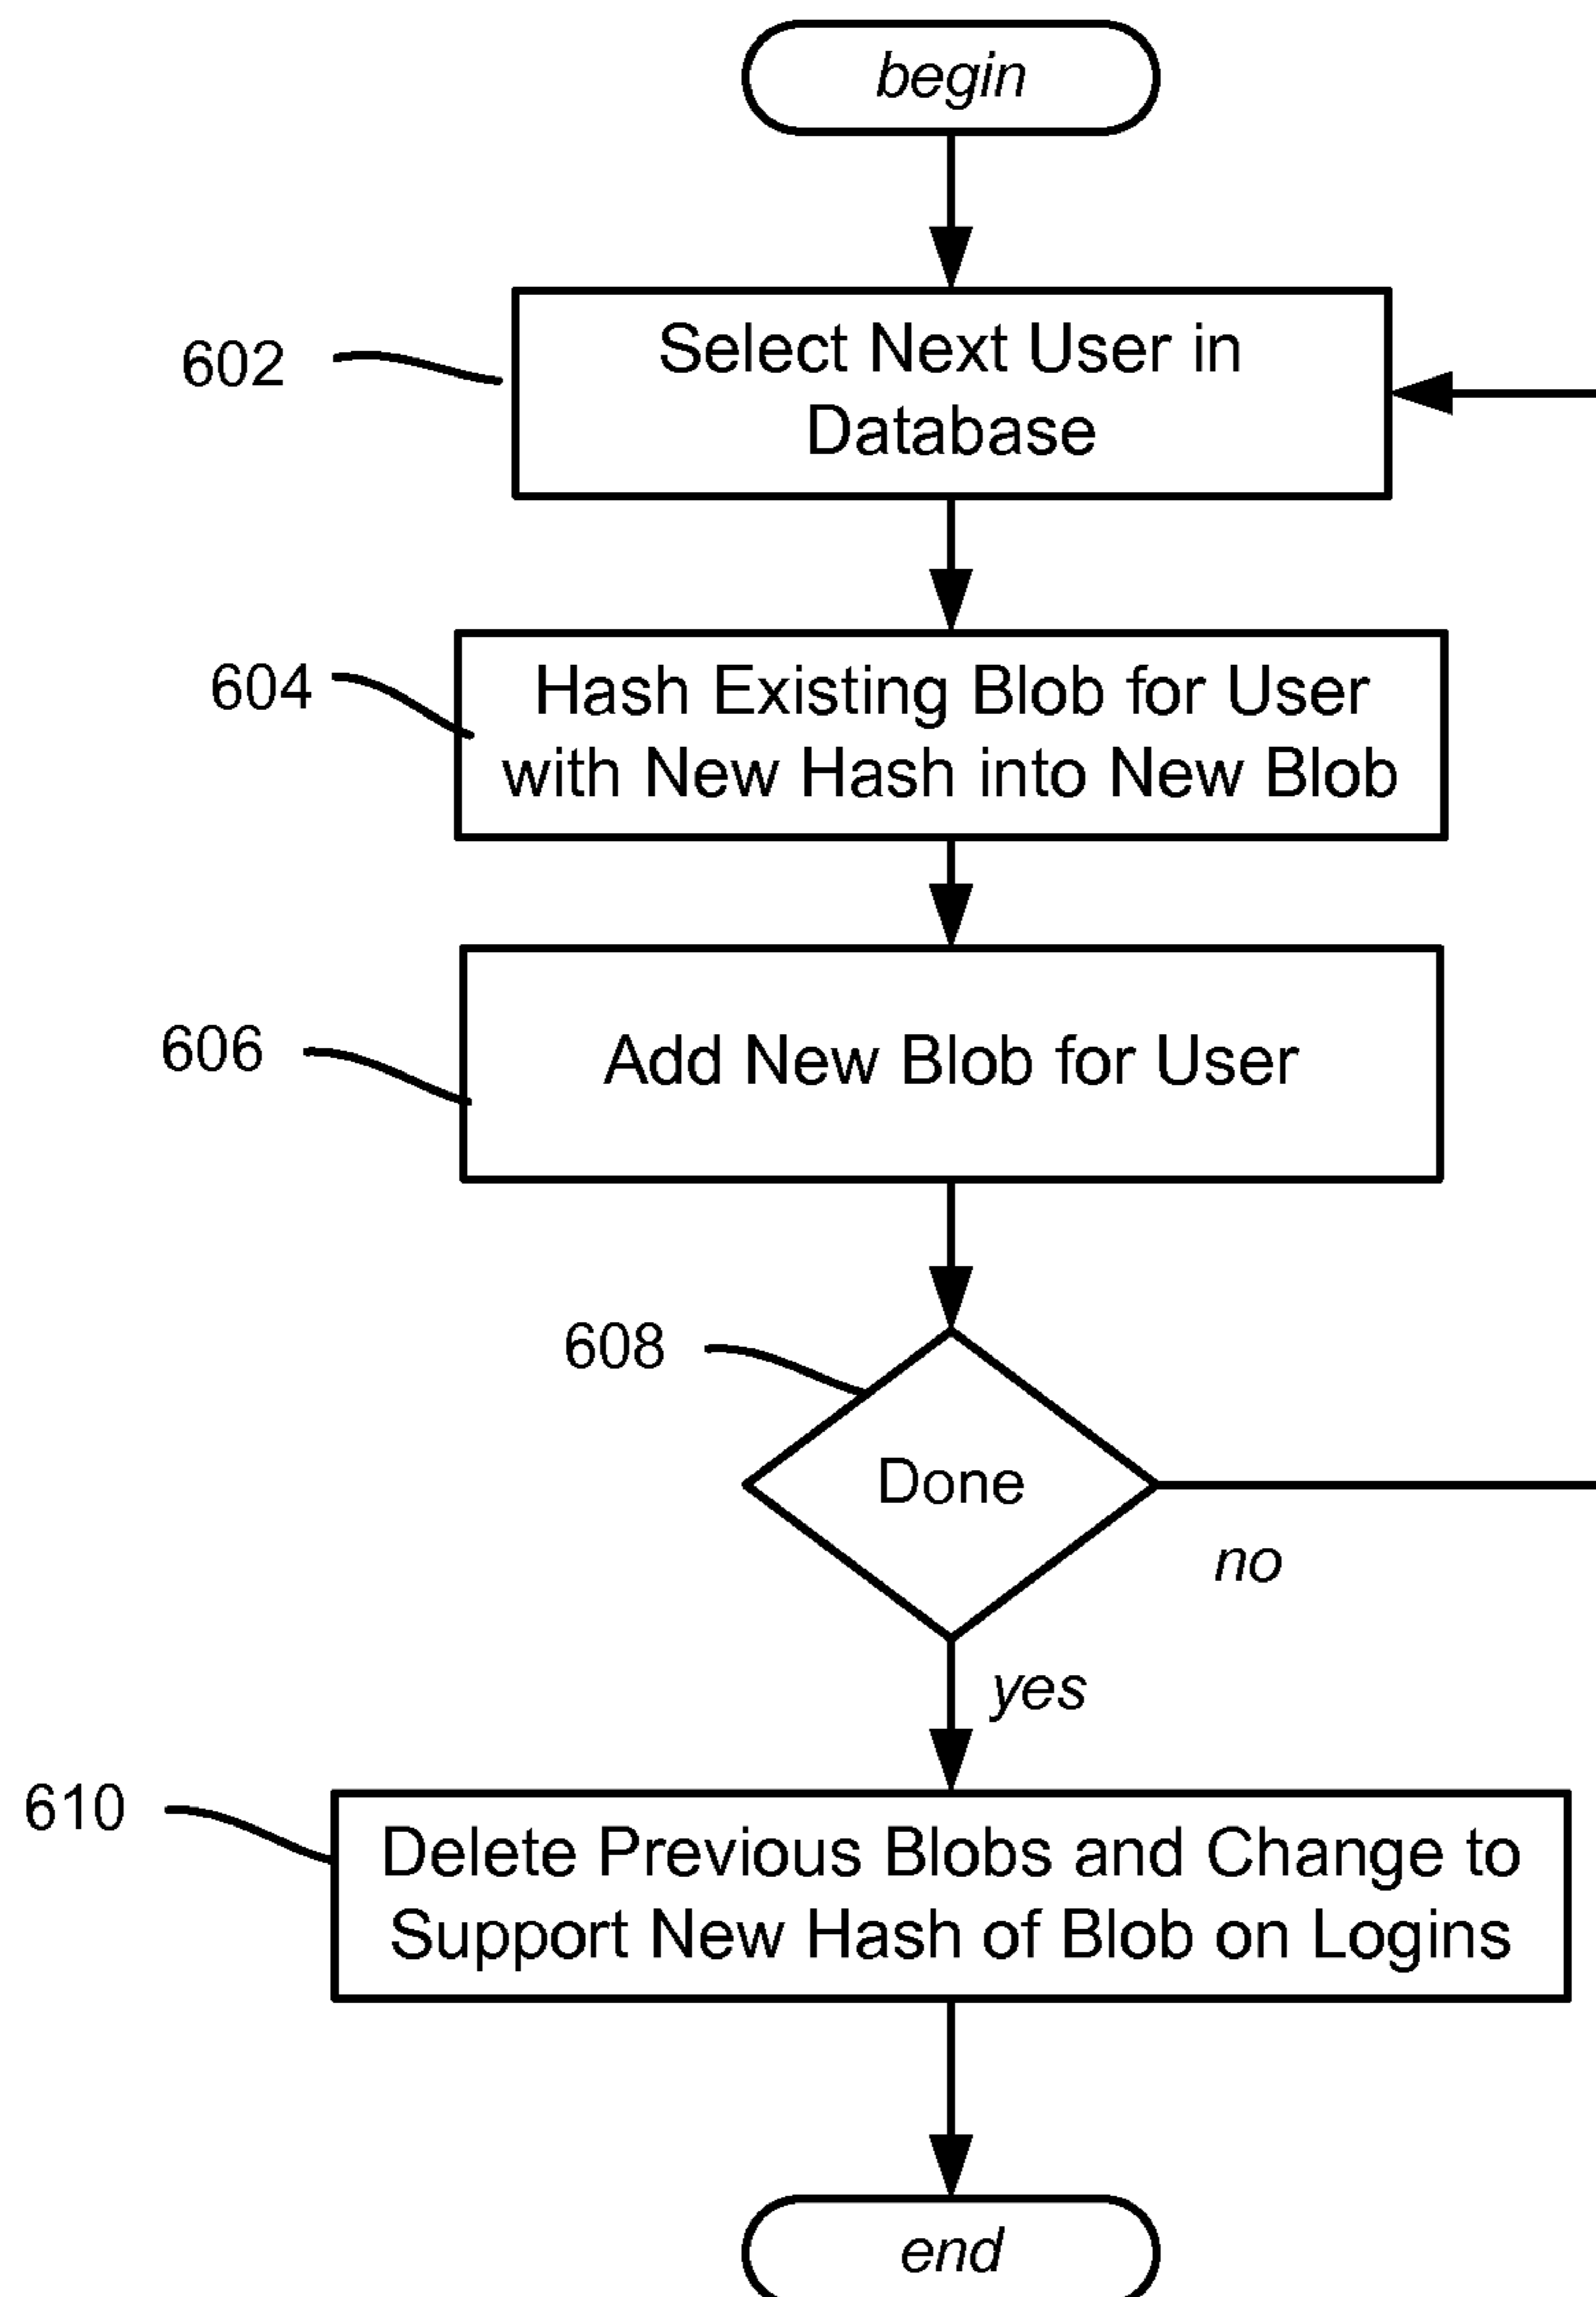 begin
602
Select Next User in
Database
604
Hash Existing Blob for User
with New Hash into New Blob
606
Add New Blob for User
608
Done
no
yes
610
Delete Previous Blobs and Change to
Support New Hash of Blob on Logins
end